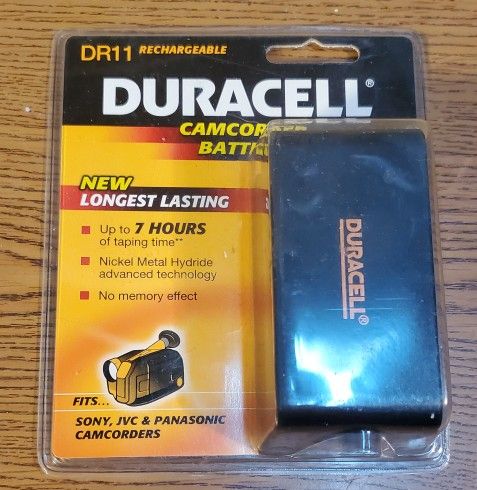 DR11 RECHARGEABLE
DURACELL®
CAMCORDER
NEW
LONGEST LASTING
Up to 7 HOURS
of taping time**
Nickel Metal Hydride
advanced technology
No memory effect
FITS...
SONY, JVC & PANASONIC
CAMCORDERS
DURACELL®